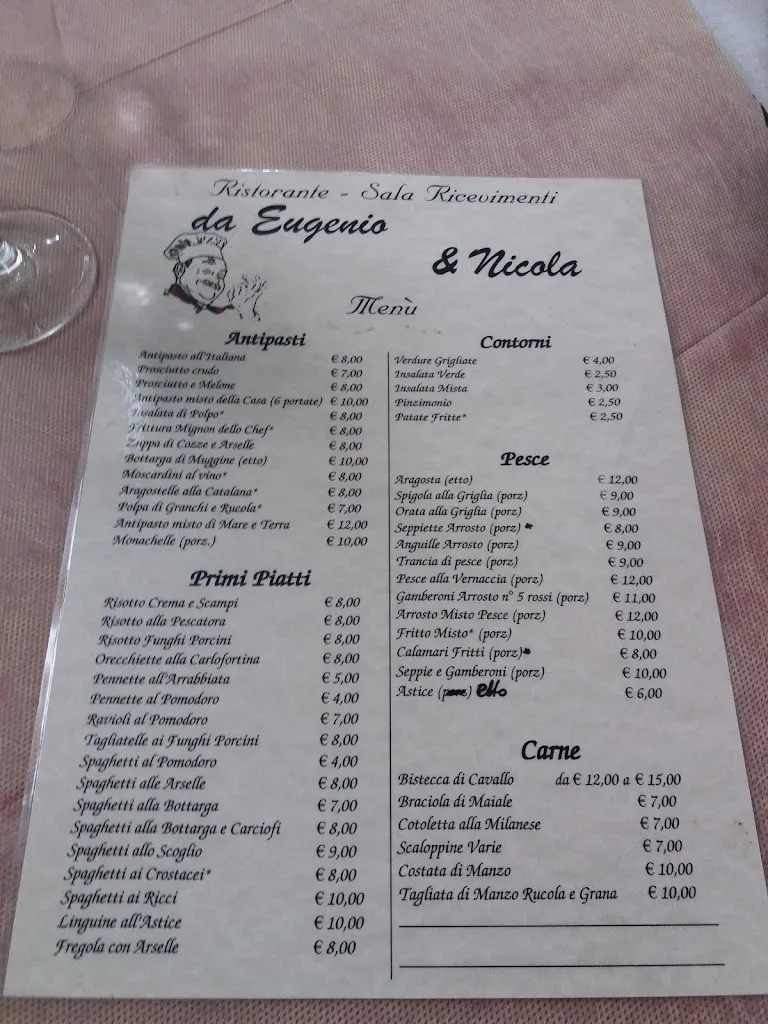 Ristorante - Sala Ricevimenti
da Eugenio
& Nicola
Menù
Antipasti
Antipasto all'Italiana € 8,00
Prosciutto crudo € 7,00
Prosciutto e Melone € 8,00
Antipasto misto della Casa (6 portate) € 10,00
Insalata di Polpo* € 8,00
Frittura Mignon dello Chef* € 8,00
Zuppa di Cozze e Arselle € 8,00
Bottarga di Muggine (etto) € 10,00
Moscardini al vino* € 8,00
Aragostelle alla Catalana* € 8,00
Polpa di Granchi e Rucola* € 7,00
Antipasto misto di Mare e Terra € 12,00
Monachelle (porz.) € 10,00
Primi Piatti
Risotto Crema e Scampi € 8,00
Risotto alla Pescatora € 8,00
Risotto Funghi Porcini € 8,00
Orecchiette alla Carlofortina € 8,00
Pennette all'Arrabbiata € 5,00
Pennette al Pomodoro € 4,00
Ravioli al Pomodoro € 7,00
Tagliatelle ai Funghi Porcini € 8,00
Spaghetti al Pomodoro € 4,00
Spaghetti alle Arselle € 8,00
Spaghetti alla Bottarga € 7,00
Spaghetti alla Bottarga e Carciofi € 8,00
Spaghetti allo Scoglio € 9,00
Spaghetti ai Crostacei* € 8,00
Spaghetti ai Ricci € 10,00
Linguine all'Astice € 10,00
Fregola con Arselle € 8,00
Contorni
Verdure Grigliate € 4,00
Insalata Verde € 2,50
Insalata Mista € 3,00
Pinzimonio € 2,50
Patate Fritte* € 2,50
Pesce
Aragosta (etto) € 12,00
Spigola alla Griglia (porz) € 9,00
Orata alla Griglia (porz) € 9,00
Seppiette Arrosto (porz) * € 8,00
Anguille Arrosto (porz) € 9,00
Trancia di pesce (porz) € 9,00
Pesce alla Vernaccia (porz) € 12,00
Gamberoni Arrosto n° 5 rossi (porz) € 11,00
Arrosto Misto Pesce (porz) € 12,00
Fritto Misto* (porz) € 10,00
Calamari Fritti (porz)* € 8,00
Seppie e Gamberoni (porz) € 10,00
Astice (porz) etto € 6,00
Carne
Bistecca di Cavallo da € 12,00 a € 15,00
Braciola di Maiale € 7,00
Cotoletta alla Milanese € 7,00
Scaloppine Varie € 7,00
Costata di Manzo € 10,00
Tagliata di Manzo Rucola e Grana € 10,00